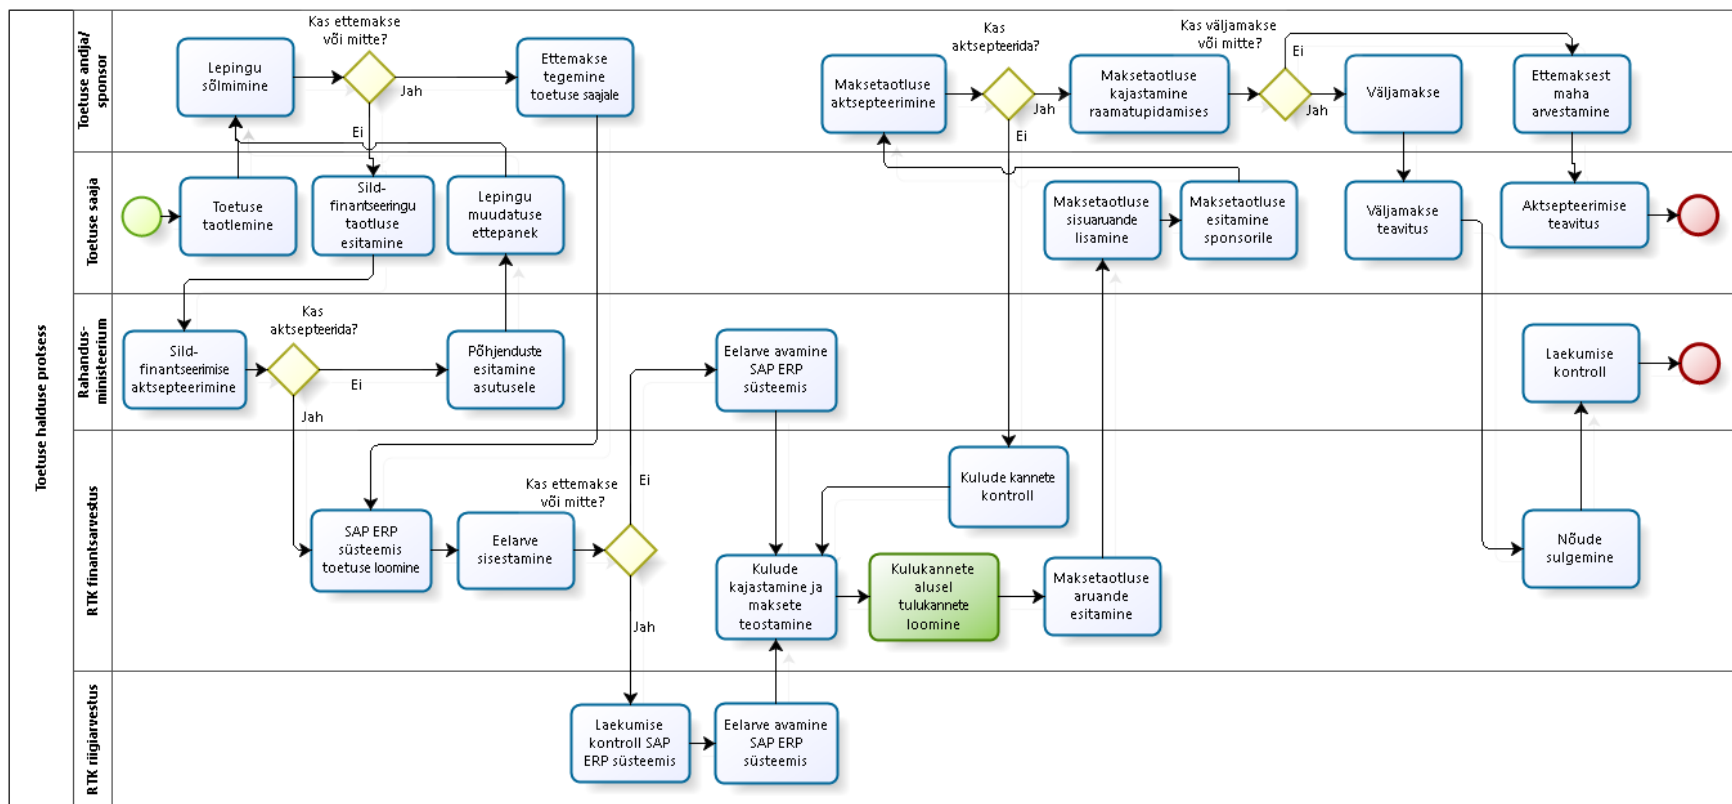 Toetuse halduse protsess
Toetuse andja/
sponsor
Lepingu
sõlmimine
Kas ettemakse
või mitte?
Jah
Ei
Ettemakse
tegemine
toetuse saajale
Maksetaotluse
aktsepteerimine
Kas
aktsepteerida?
Jah
Ei
Maksetaotluse
kajastamine
raamatupidamises
Kas väljamakse
või mitte?
Ei
Jah
Väljamakse
Ettemaksest
maha
arvestamine
Toetuse saaja
Toetuse
taotlemine
Sild-
finantseeringu
taotluse
esitamine
Lepingu
muudatuse
ettepanek
Maksetaotluse
sisuaruande
lisamine
Maksetaotluse
esitamine
sponsorile
Väljamakse
teavitus
Aktsepteerimise
teavitus
Rahandus-
ministeerium
Sild-
finantseerimise
aktsepteerimine
Kas
aktsepteerida?
Ei
Jah
Põhjenduste
esitamine
asutusele
Eelarve avamine
SAP ERP
süsteemis
Laekumise
kontroll
RTK finantsarvestus
SAP ERP
süsteemis
toetuse loomine
Eelarve
sisestamine
Kas ettemakse
või mitte?
Ei
Jah
Kulude
kajastamine ja
maksete
teostamine
Kulukannete
alusel
tulukannete
loomine
Kulude kannete
kontroll
Maksetaotluse
aruande
esitamine
Nõude
sulgemine
RTK riigiarvestus
Laekumise
kontroll SAP
ERP süsteemis
Eelarve avamine
SAP ERP
süsteemis